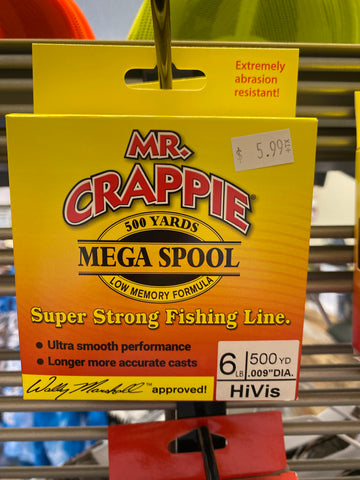 Extremely
abrasion
resistant!
$ 5.99
MR.
CRAPPIE®
500 YARDS
MEGA SPOOL
LOW MEMORY FORMULA
Super Strong Fishing Line.
• Ultra smooth performance
• Longer more accurate casts
Wally Marshall™ approved!
6 LB
500 YD
.009" DIA.
HiVis